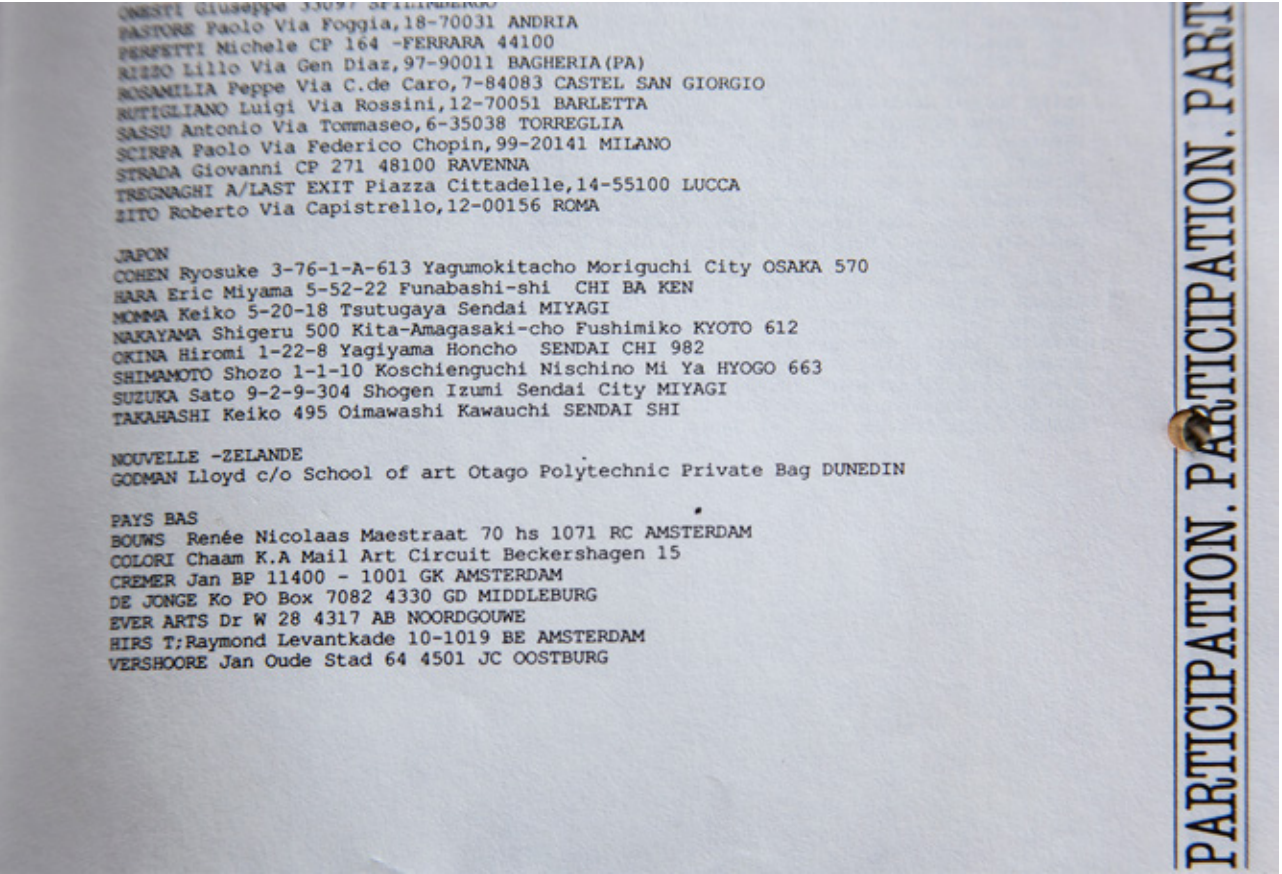 ONESTI Giuseppe 33097 SPILIMBERGO
PASTORE Paolo Via Foggia,18-70031 ANDRIA
PERFETTI Michele CP 164 -FERRARA 44100
RIZZO Lillo Via Gen Diaz,97-90011 BAGHERIA(PA)
ROSAMILIA Peppe Via C.de Caro,7-84083 CASTEL SAN GIORGIO
RUTIGLIANO Luigi Via Rossini,12-70051 BARLETTA
SASSU Antonio Via Tommaseo,6-35038 TORREGLIA
SCIRPA Paolo Via Federico Chopin,99-20141 MILANO
STRADA Giovanni CP 271 48100 RAVENNA
TREGNAGHI A/LAST EXIT Piazza Cittadelle,14-55100 LUCCA
ZITO Roberto Via Capistrello,12-00156 ROMA
JAPON
COHEN Ryosuke 3-76-1-A-613 Yagumokitacho Moriguchi City OSAKA 570
HARA Eric Miyama 5-52-22 Funabashi-shi CHI BA KEN
MOMMA Keiko 5-20-18 Tsutugaya Sendai MIYAGI
NAKAYAMA Shigeru 500 Kita-Amagasaki-cho Fushimiko KYOTO 612
OKINA Hiromi 1-22-8 Yagiyama Honcho SENDAI CHI 982
SHIMAMOTO Shozo 1-1-10 Koschienguchi Nischino Mi Ya HYOGO 663
SUZUKA Sato 9-2-9-304 Shogen Izumi Sendai City MIYAGI
TAKAHASHI Keiko 495 Oimawashi Kawauchi SENDAI SHI
NOUVELLE -ZELANDE
GODMAN Lloyd c/o School of art Otago Polytechnic Private Bag DUNEDIN
PAYS BAS
BOUWS Renée Nicolaas Maestraat 70 hs 1071 RC AMSTERDAM
COLORI Chaam K.A Mail Art Circuit Beckershagen 15
CREMER Jan BP 11400 - 1001 GK AMSTERDAM
DE JONGE Ko PO Box 7082 4330 GD MIDDLEBURG
EVER ARTS Dr W 28 4317 AB NOORDGOUWE
HIRS T;Raymond Levantkade 10-1019 BE AMSTERDAM
VERSHOORE Jan Oude Stad 64 4501 JC OOSTBURG
PARTICIPATION. PARTICIPATION. PART